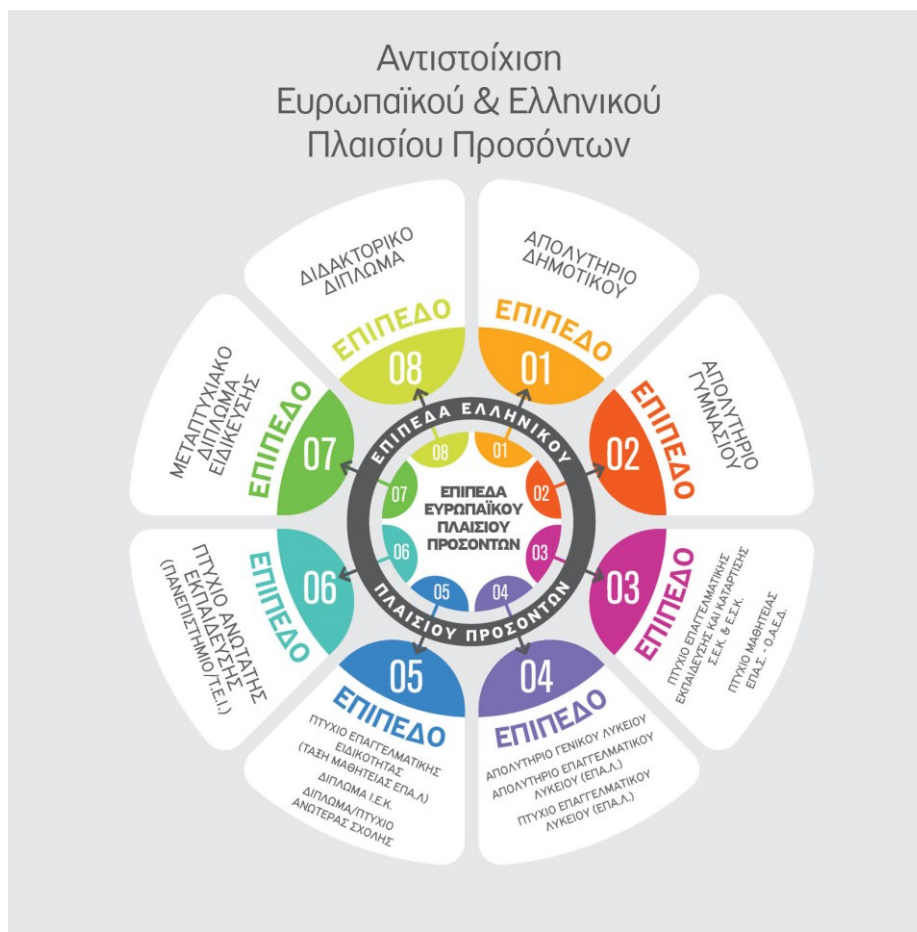 Αντιστοίχιση
Ευρωπαϊκού & Ελληνικού
Πλαισίου Προσόντων
ΑΠΟΛΥΤΗΡΙΟ
ΔΗΜΟΤΙΚΟΥ
ΕΠΙΠΕΔΟ
01
ΑΠΟΛΥΤΗΡΙΟ
ΓΥΜΝΑΣΙΟΥ
ΕΠΙΠΕΔΟ
02
ΠΤΥΧΙΟ ΕΠΑΓΓΕΛΜΑΤΙΚΗΣ
ΕΚΠΑΙΔΕΥΣΗΣ ΚΑΙ ΚΑΤΑΡΤΙΣΗΣ
Σ.Ε.Κ. & Ε.Σ.Κ.
ΠΤΥΧΙΟ ΜΑΘΗΤΕΙΑΣ
ΕΠΑ.Σ. - Ο.Α.Ε.Δ.
ΕΠΙΠΕΔΟ
03
04
ΕΠΙΠΕΔΟ
ΑΠΟΛΥΤΗΡΙΟ ΓΕΝΙΚΟΥ ΛΥΚΕΙΟΥ
ΑΠΟΛΥΤΗΡΙΟ ΕΠΑΓΓΕΛΜΑΤΙΚΟΥ
ΛΥΚΕΙΟΥ (ΕΠΑ.Λ.)
ΠΤΥΧΙΟ ΕΠΑΓΓΕΛΜΑΤΙΚΟΥ
ΛΥΚΕΙΟΥ (ΕΠΑ.Λ.)
05
ΕΠΙΠΕΔΟ
ΠΤΥΧΙΟ ΕΠΑΓΓΕΛΜΑΤΙΚΗΣ
ΕΙΔΙΚΟΤΗΤΑΣ
(ΤΑΞΗ ΜΑΘΗΤΕΙΑΣ ΕΠΑ.Λ)
ΔΙΠΛΩΜΑ Ι.Ε.Κ.
ΔΙΠΛΩΜΑ/ΠΤΥΧΙΟ
ΑΝΩΤΕΡΑΣ ΣΧΟΛΗΣ
06
ΕΠΙΠΕΔΟ
ΠΤΥΧΙΟ ΑΝΩΤΑΤΗΣ
ΕΚΠΑΙΔΕΥΣΗΣ
(ΠΑΝΕΠΙΣΤΗΜΙΟ/Τ.Ε.Ι.)
ΜΕΤΑΠΤΥΧΙΑΚΟ
ΔΙΠΛΩΜΑ
ΕΙΔΙΚΕΥΣΗΣ
ΕΠΙΠΕΔΟ
07
ΔΙΔΑΚΤΟΡΙΚΟ
ΔΙΠΛΩΜΑ
ΕΠΙΠΕΔΟ
08
ΕΠΙΠΕΔΑ ΕΛΛΗΝΙΚΟΥ
ΠΛΑΙΣΙΟΥ ΠΡΟΣΟΝΤΩΝ
01
02
03
04
05
06
07
08
ΕΠΙΠΕΔΑ
ΕΥΡΩΠΑΪΚΟΥ
ΠΛΑΙΣΙΟΥ
ΠΡΟΣΟΝΤΩΝ